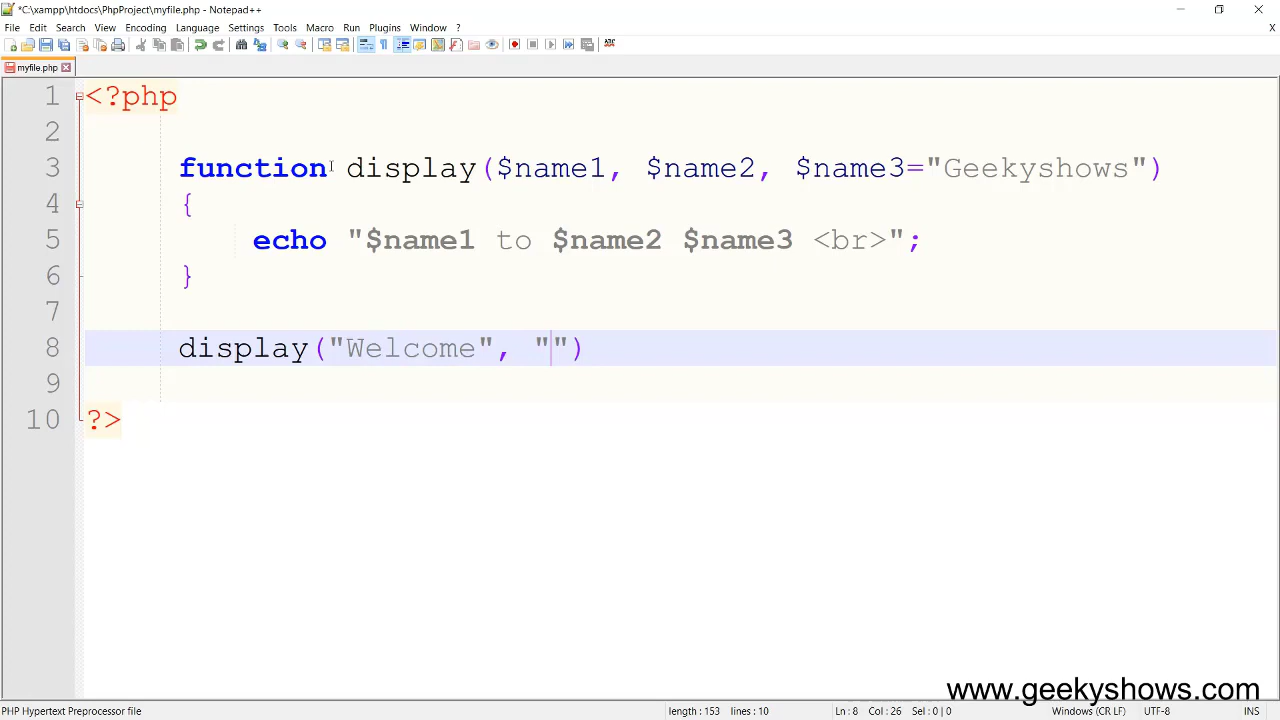 *C:\xampp\htdocs\PhpProject\myfile.php - Notepad++
File Edit Search View Encoding Language Settings Tools Macro Run Plugins Window ? X
myfile.php
1 <?php
2
3 function display($name1, $name2, $name3="Geekyshows")
4 {
5 echo "$name1 to $name2 $name3 <br>";
6 }
7
8 display("Welcome", "")
9
10 ?>
www.geekyshows.com
PHP Hypertext Preprocessor file length : 153 lines : 10 Ln : 8 Col : 26 Sel : 0 | 0 Windows (CR LF) UTF-8 INS